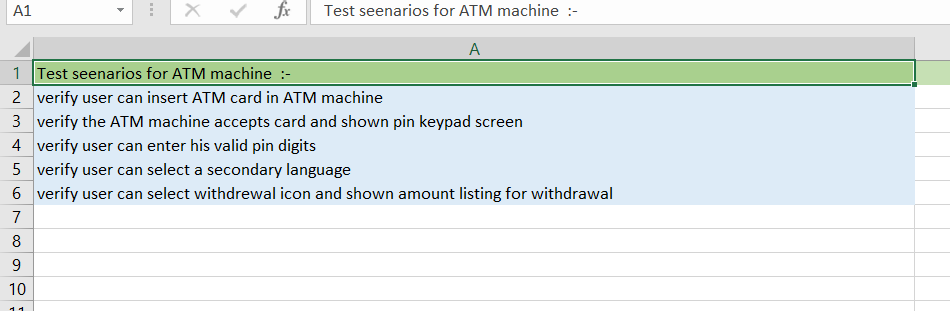 A1 fx Test seenarios for ATM machine :-
A
1 Test seenarios for ATM machine :-
2 verify user can insert ATM card in ATM machine
3 verify the ATM machine accepts card and shown pin keypad screen
4 verify user can enter his valid pin digits
5 verify user can select a secondary language
6 verify user can select withdrewal icon and shown amount listing for withdrawal
7
8
9
10
11